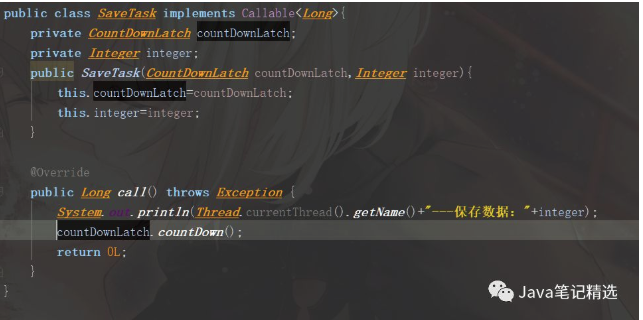 public class SaveTask implements Callable<Long>{
    private CountDownLatch countDownLatch;
    private Integer integer;
    public SaveTask(CountDownLatch countDownLatch,Integer integer){
        this.countDownLatch=countDownLatch;
        this.integer=integer;
    }
    @Override
    public Long call() throws Exception {
        System.out.println(Thread.currentThread().getName()+"---保存数据："+integer);
        countDownLatch.countDown();
        return 0L;
    }
}
Java笔记精选